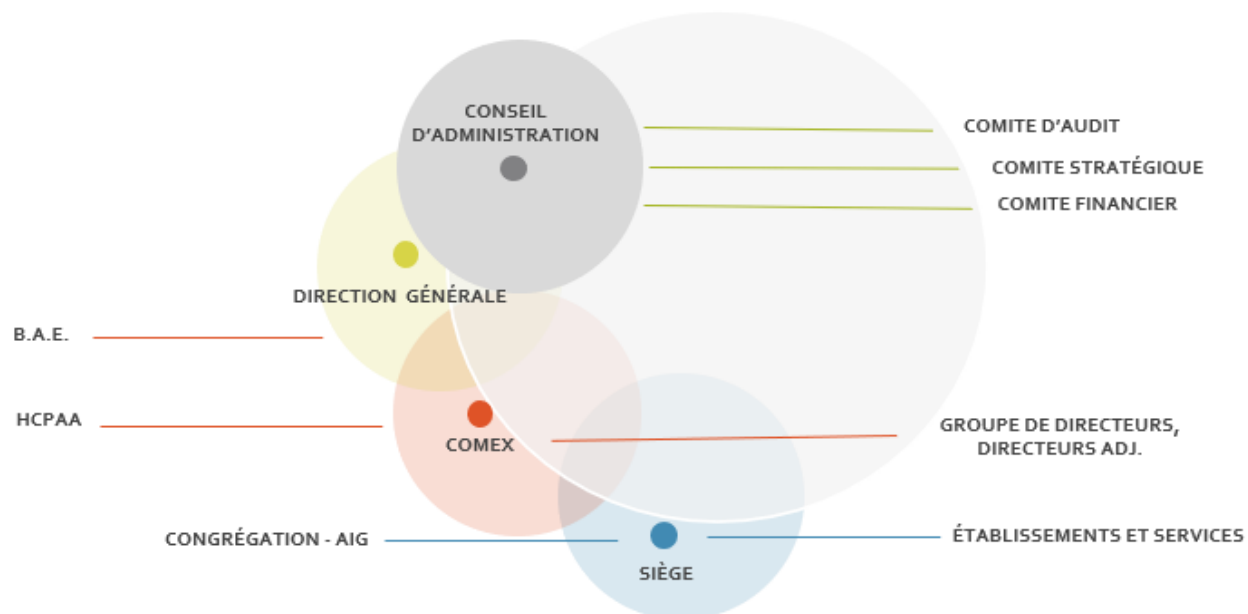 CONSEIL
D'ADMINISTRATION
COMITE D'AUDIT
COMITE STRATÉGIQUE
COMITE FINANCIER
DIRECTION GÉNÉRALE
B.A.E.
HCPAA
COMEX
GROUPE DE DIRECTEURS,
DIRECTEURS ADJ.
CONGRÉGATION - AIG
ÉTABLISSEMENTS ET SERVICES
SIÈGE